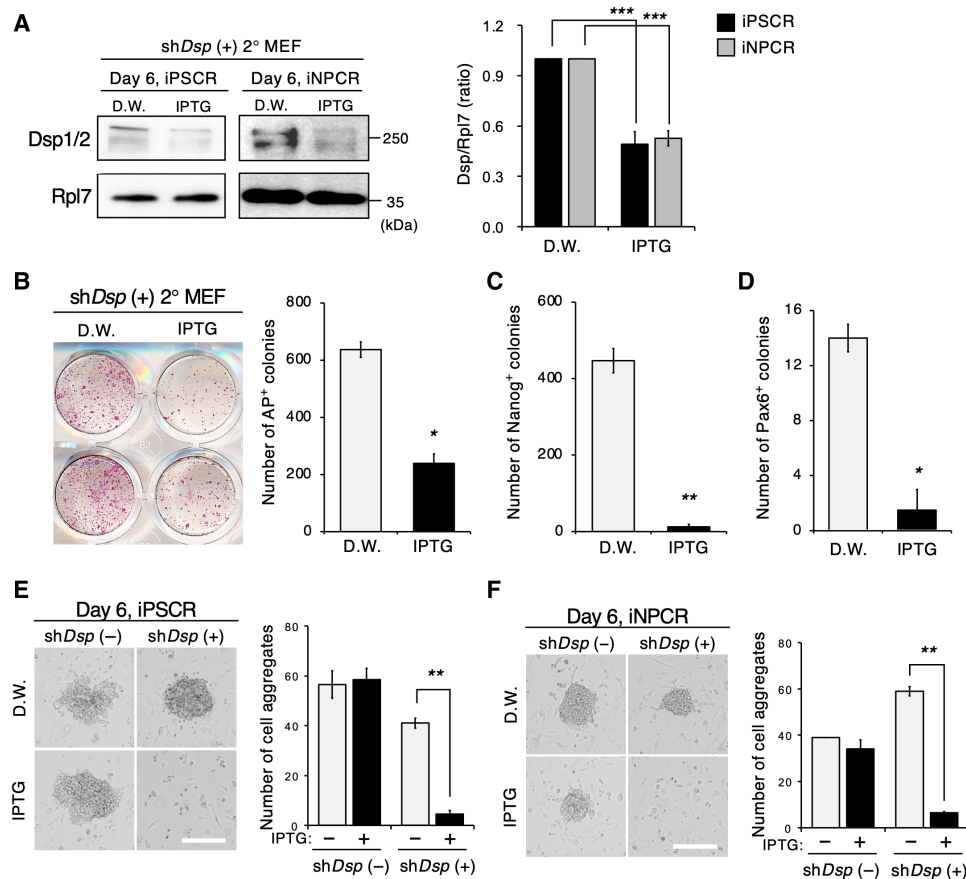 A
shDsp (+) 2° MEF
Day 6, iPSCR
Day 6, iNPCR
D.W.
IPTG
D.W.
IPTG
Dsp1/2
250
Rpl7
35
(kDa)
Dsp/Rpl7 (ratio)
1.2
0.9
0.6
0.3
0.0
***
***
D.W.
IPTG
iPSCR
iNPCR
B
shDsp (+) 2° MEF
D.W.
IPTG
Number of AP+ colonies
800
600
400
200
0
*
D.W.
IPTG
C
Number of Nanog+ colonies
600
400
200
0
**
D.W.
IPTG
D
Number of Pax6+ colonies
16
12
8
4
0
*
D.W.
IPTG
E
Day 6, iPSCR
shDsp (–)
shDsp (+)
D.W.
IPTG
Number of cell aggregates
80
60
40
20
0
**
IPTG:
–
+
–
+
shDsp (–)
shDsp (+)
F
Day 6, iNPCR
shDsp (–)
shDsp (+)
D.W.
IPTG
Number of cell aggregates
80
60
40
20
0
**
IPTG:
–
+
–
+
shDsp (–)
shDsp (+)